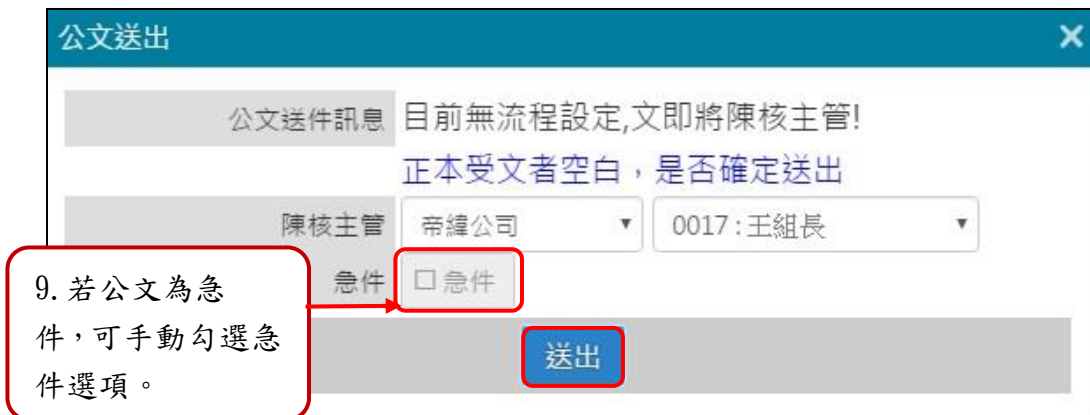 公文送出
公文送件訊息 目前無流程設定,文即將陳核主管!
正本受文者空白，是否確定送出
陳核主管 帝緯公司 0017:王組長
急件 急件
9.若公文為急
件，可手動勾選急
件選項。
送出